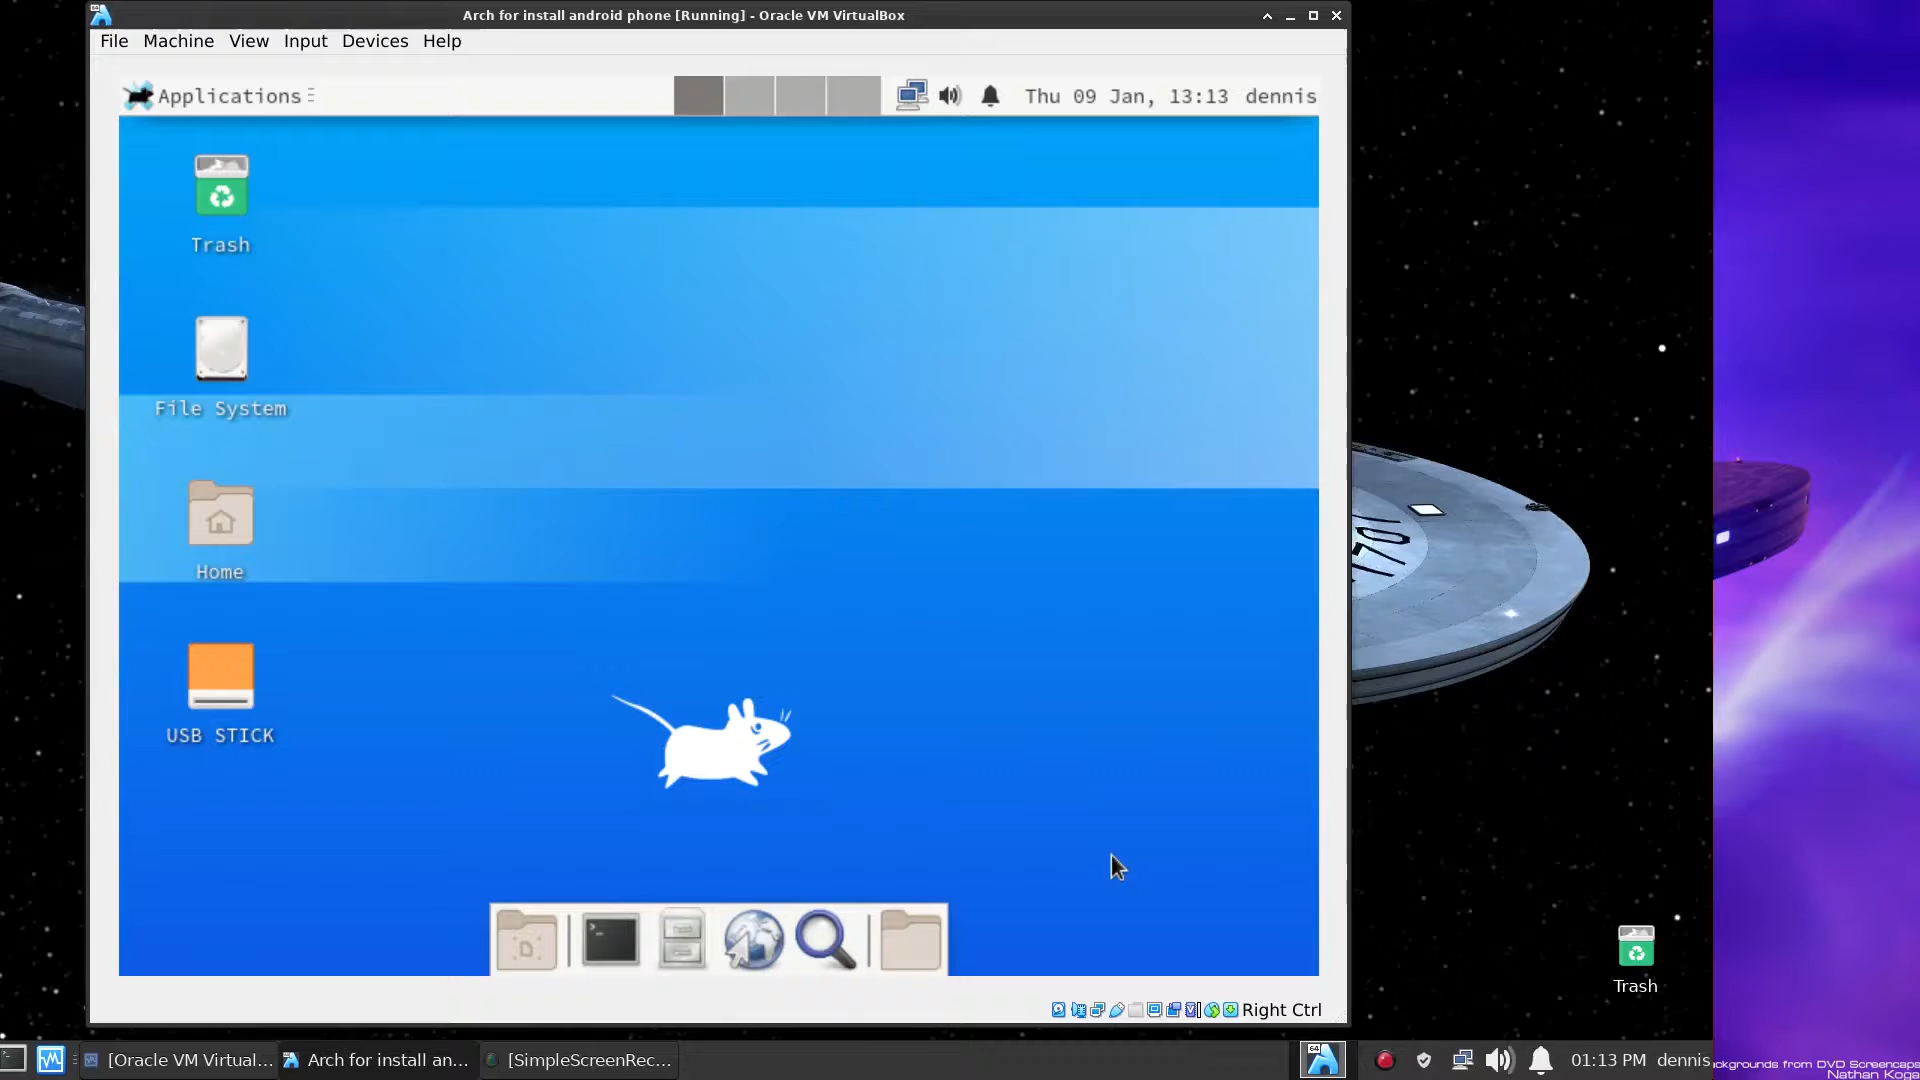 Arch for install android phone [Running] - Oracle VM VirtualBox
File Machine View Input Devices Help
Applications
Thu 09 Jan, 13:13 dennis
Trash
File System
Home
USB STICK
Right Ctrl
Trash
[Oracle VM Virtual... Arch for install an... [SimpleScreenRec...
64
01:13 PM dennis
ackgrounds from DVD Screencaps
Nathan Koga